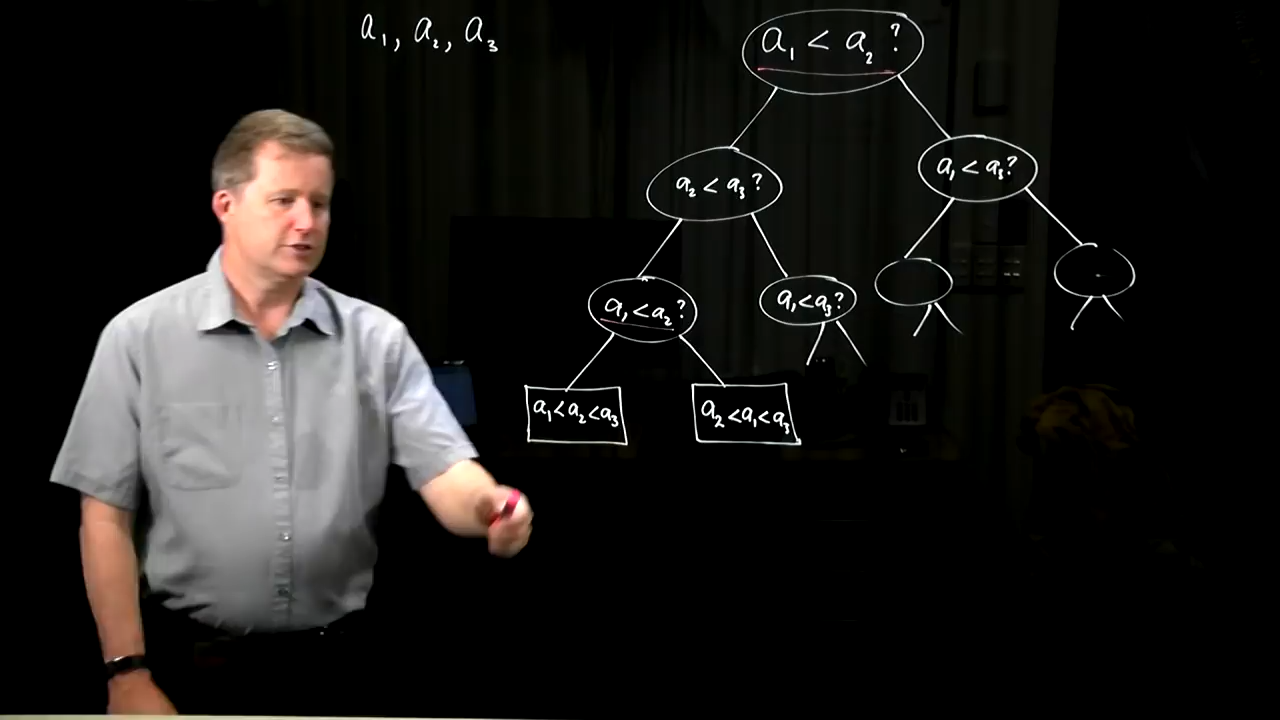 a₁, a₂, a₃
a₁ < a₂ ?
a₂ < a₃ ?
a₁ < a₃ ?
a₁ < a₂ ?
a₁ < a₃ ?
a₁ < a₂ < a₃
a₂ < a₁ < a₃